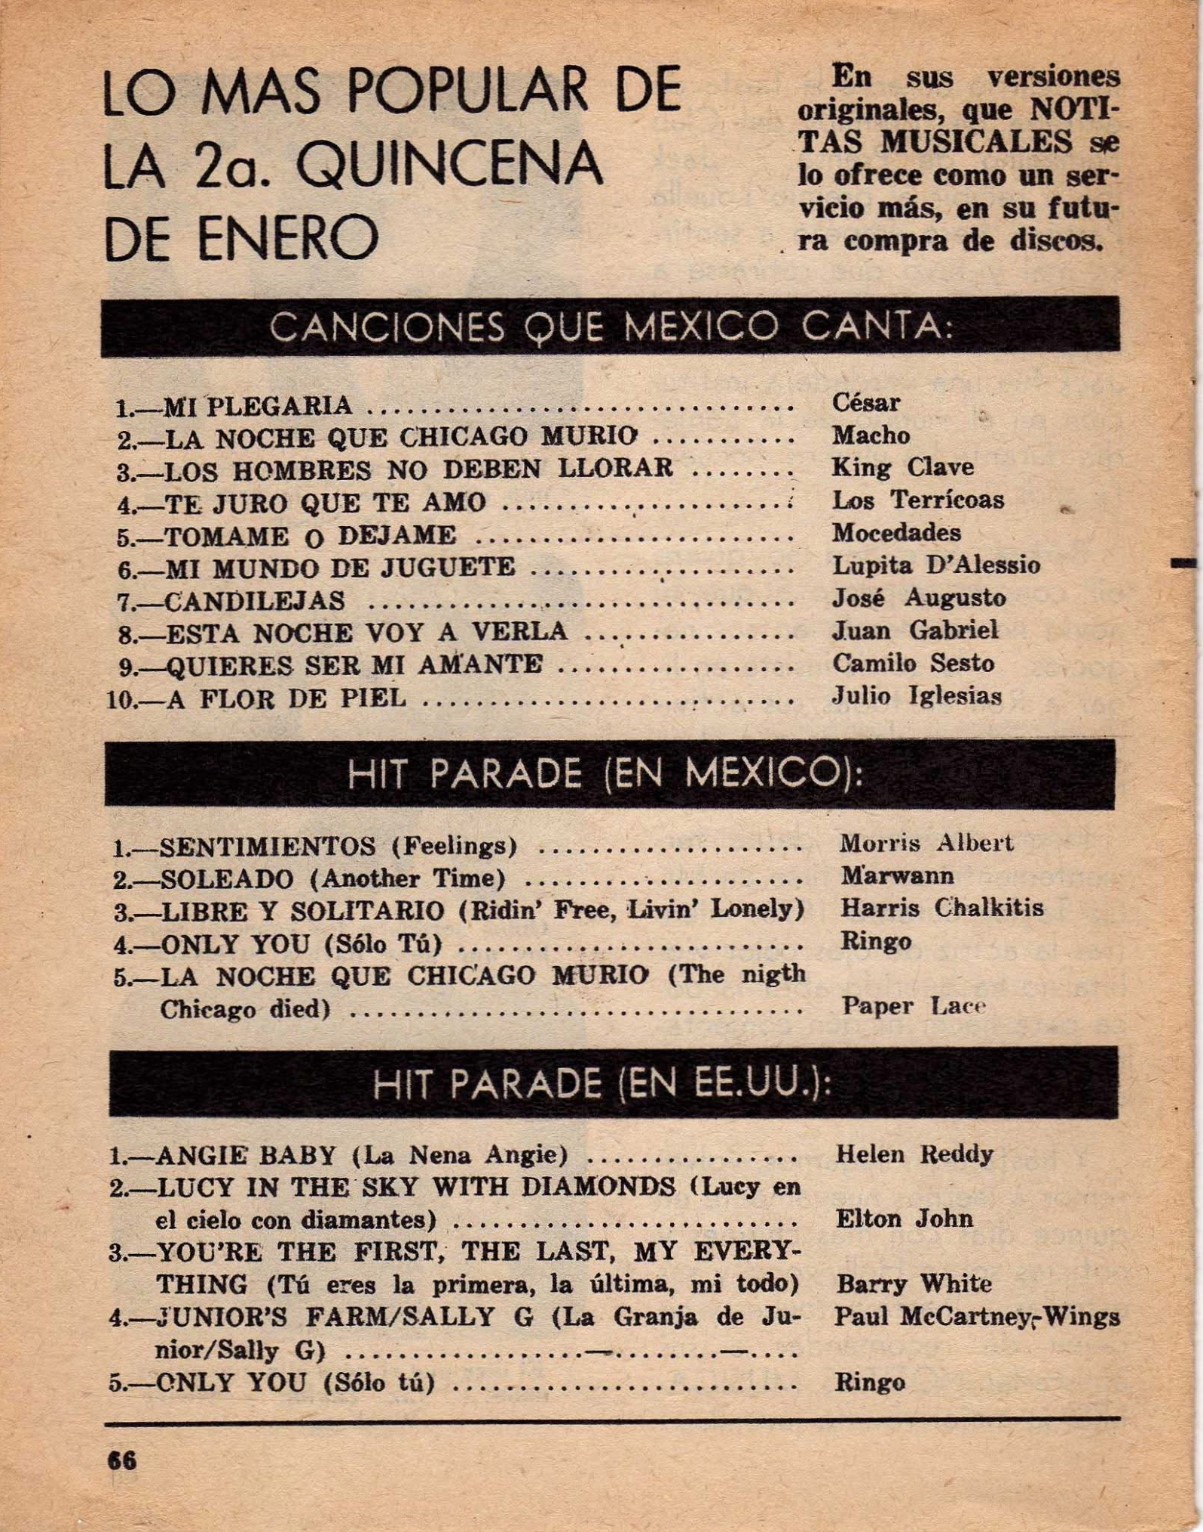 LO MAS POPULAR DE
LA 2a. QUINCENA
DE ENERO
En sus versiones
originales, que NOTI-
TAS MUSICALES se
lo ofrece como un ser-
vicio más, en su futu-
ra compra de discos.
CANCIONES QUE MEXICO CANTA:
1.—MI PLEGARIA ................................ César
2.—LA NOCHE QUE CHICAGO MURIO ........... Macho
3.—LOS HOMBRES NO DEBEN LLORAR ........ King Clave
4.—TE JURO QUE TE AMO ...................... Los Terrícoas
5.—TOMAME O DEJAME ........................ Mocedades
6.—MI MUNDO DE JUGUETE .................... Lupita D'Alessio
7.—CANDILEJAS ................................ José Augusto
8.—ESTA NOCHE VOY A VERLA ................ Juan Gabriel
9.—QUIERES SER MI AMANTE .................. Camilo Sesto
10.—A FLOR DE PIEL ............................ Julio Iglesias
HIT PARADE (EN MEXICO):
1.—SENTIMIENTOS (Feelings) .................... Morris Albert
2.—SOLEADO (Another Time) ..................... Marwann
3.—LIBRE Y SOLITARIO (Ridin' Free, Livin' Lonely) Harris Chalkitis
4.—ONLY YOU (Sólo Tú) .......................... Ringo
5.—LA NOCHE QUE CHICAGO MURIO (The nigth
Chicago died) .................................. Paper Lace
HIT PARADE (EN EE.UU.):
1.—ANGIE BABY (La Nena Angie) ................ Helen Reddy
2.—LUCY IN THE SKY WITH DIAMONDS (Lucy en
el cielo con diamantes) .......................... Elton John
3.—YOU'RE THE FIRST, THE LAST, MY EVERY-
THING (Tú eres la primera, la última, mi todo) Barry White
4.—JUNIOR'S FARM/SALLY G (La Granja de Ju- Paul McCartney-Wings
nior/Sally G) ..................—........—....
5.—ONLY YOU (Sólo tú) .......................... Ringo
66